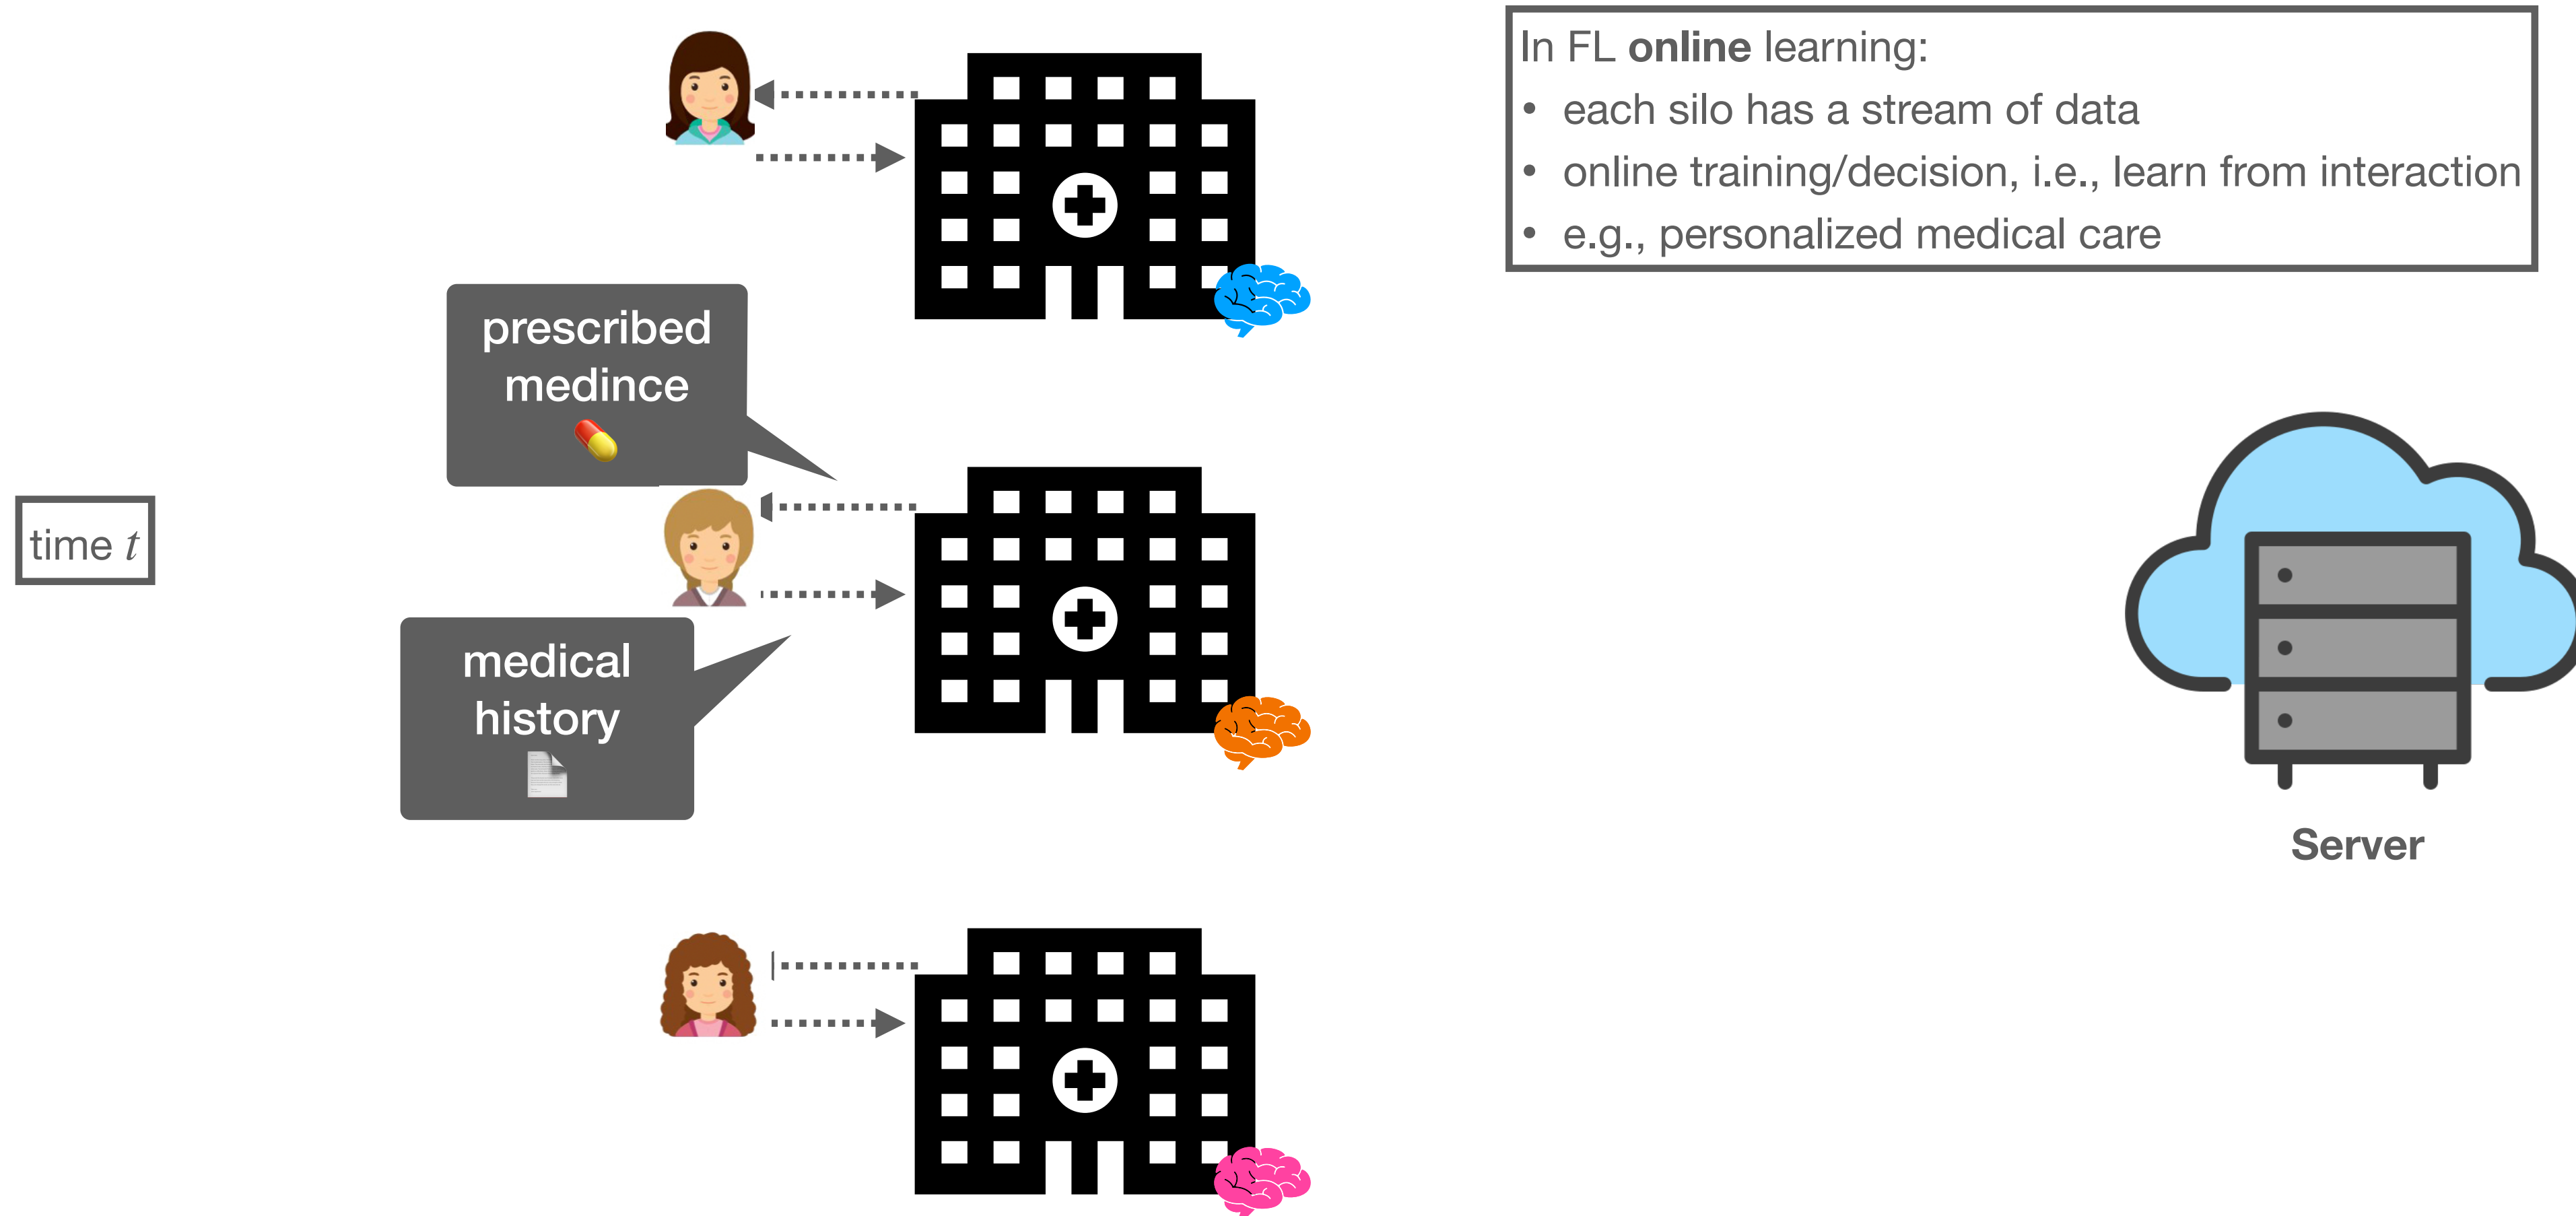 In FL online learning:
• each silo has a stream of data
• online training/decision, i.e., learn from interaction
• e.g., personalized medical care
prescribed
medince
time t
medical
history
Server